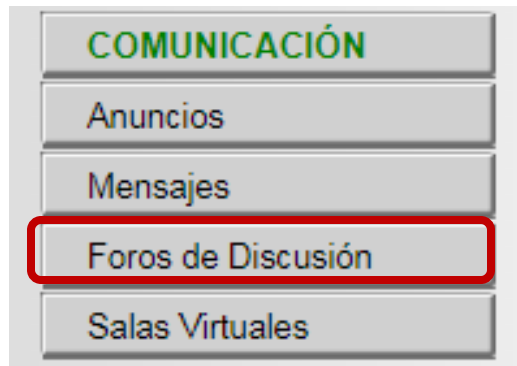 COMUNICACIÓN
Anuncios
Mensajes
Foros de Discusión
Salas Virtuales